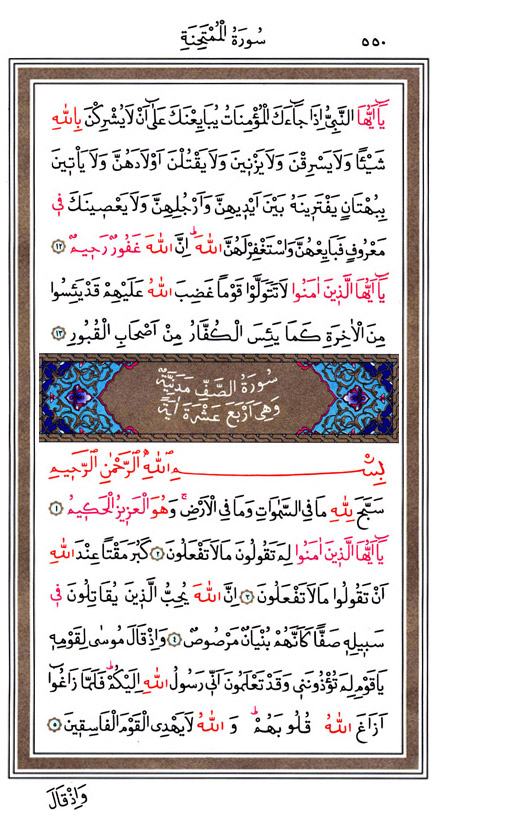 ٥٥٠ سُورَةُ الْمُمْتَحِنَةِ
يَٓا اَيُّهَا النَّبِيُّ اِذَا جَٓاءَكَ الْمُؤْمِنَاتُ يُبَايِعْنَكَ عَلٰٓى اَنْ لَا يُشْرِكْنَ بِاللّٰهِ
شَيْـًٔا وَلَا يَسْرِقْنَ وَلَا يَزْن۪ينَ وَلَا يَقْتُلْنَ اَوْلَادَهُنَّ وَلَا يَأْت۪ينَ
بِبُهْتَانٍ يَفْتَر۪ينَهُ بَيْنَ اَيْد۪يهِنَّ وَاَرْجُلِهِنَّ وَلَا يَعْص۪ينَكَ ف۪ي
مَعْرُوفٍ فَبَايِعْهُنَّ وَاسْتَغْفِرْ لَهُنَّ اللّٰهَۜ اِنَّ اللّٰهَ غَفُورٌ رَح۪يمٌ ١٢
يَٓا اَيُّهَا الَّذ۪ينَ اٰمَنُوا لَا تَتَوَلَّوْا قَوْمًا غَضِبَ اللّٰهُ عَلَيْهِمْ قَدْ يَئِسُوا
مِنَ الْاٰخِرَةِ كَمَا يَئِسَ الْكُفَّارُ مِنْ اَصْحَابِ الْقُبُورِ ١٣
سُورَةُ الصَّفِّ مَدَنِيَّةٌ
وَهِيَ اَرْبَعَ عَشْرَةَ اٰيَةً
بِسْمِ اللّٰهِ الرَّحْمٰنِ الرَّح۪يمِ
سَبَّحَ لِلّٰهِ مَا فِي السَّمٰوَاتِ وَمَا فِي الْاَرْضِۚ وَهُوَ الْعَز۪يزُ الْحَك۪يمُ ١
يَٓا اَيُّهَا الَّذ۪ينَ اٰمَنُوا لِمَ تَقُولُونَ مَا لَا تَفْعَلُونَ ٢ كَبُرَ مَقْتًا عِنْدَ اللّٰهِ
اَنْ تَقُولُوا مَا لَا تَفْعَلُونَ ٣ اِنَّ اللّٰهَ يُحِبُّ الَّذ۪ينَ يُقَاتِلُونَ ف۪ي
سَب۪يلِه۪ صَفًّا كَاَنَّهُمْ بُنْيَانٌ مَرْصُوصٌ ٤ وَاِذْ قَالَ مُوسٰى لِقَوْمِه۪
يَا قَوْمِ لِمَ تُؤْذُونَن۪ي وَقَدْ تَعْلَمُونَ اَنّ۪ي رَسُولُ اللّٰهِ اِلَيْكُمْۜ فَلَمَّا زَاغُٓوا
اَزَاغَ اللّٰهُ قُلُوبَهُمْۜ وَاللّٰهُ لَا يَهْدِي الْقَوْمَ الْفَاسِق۪ينَ ٥
وَاِذْ قَالَ